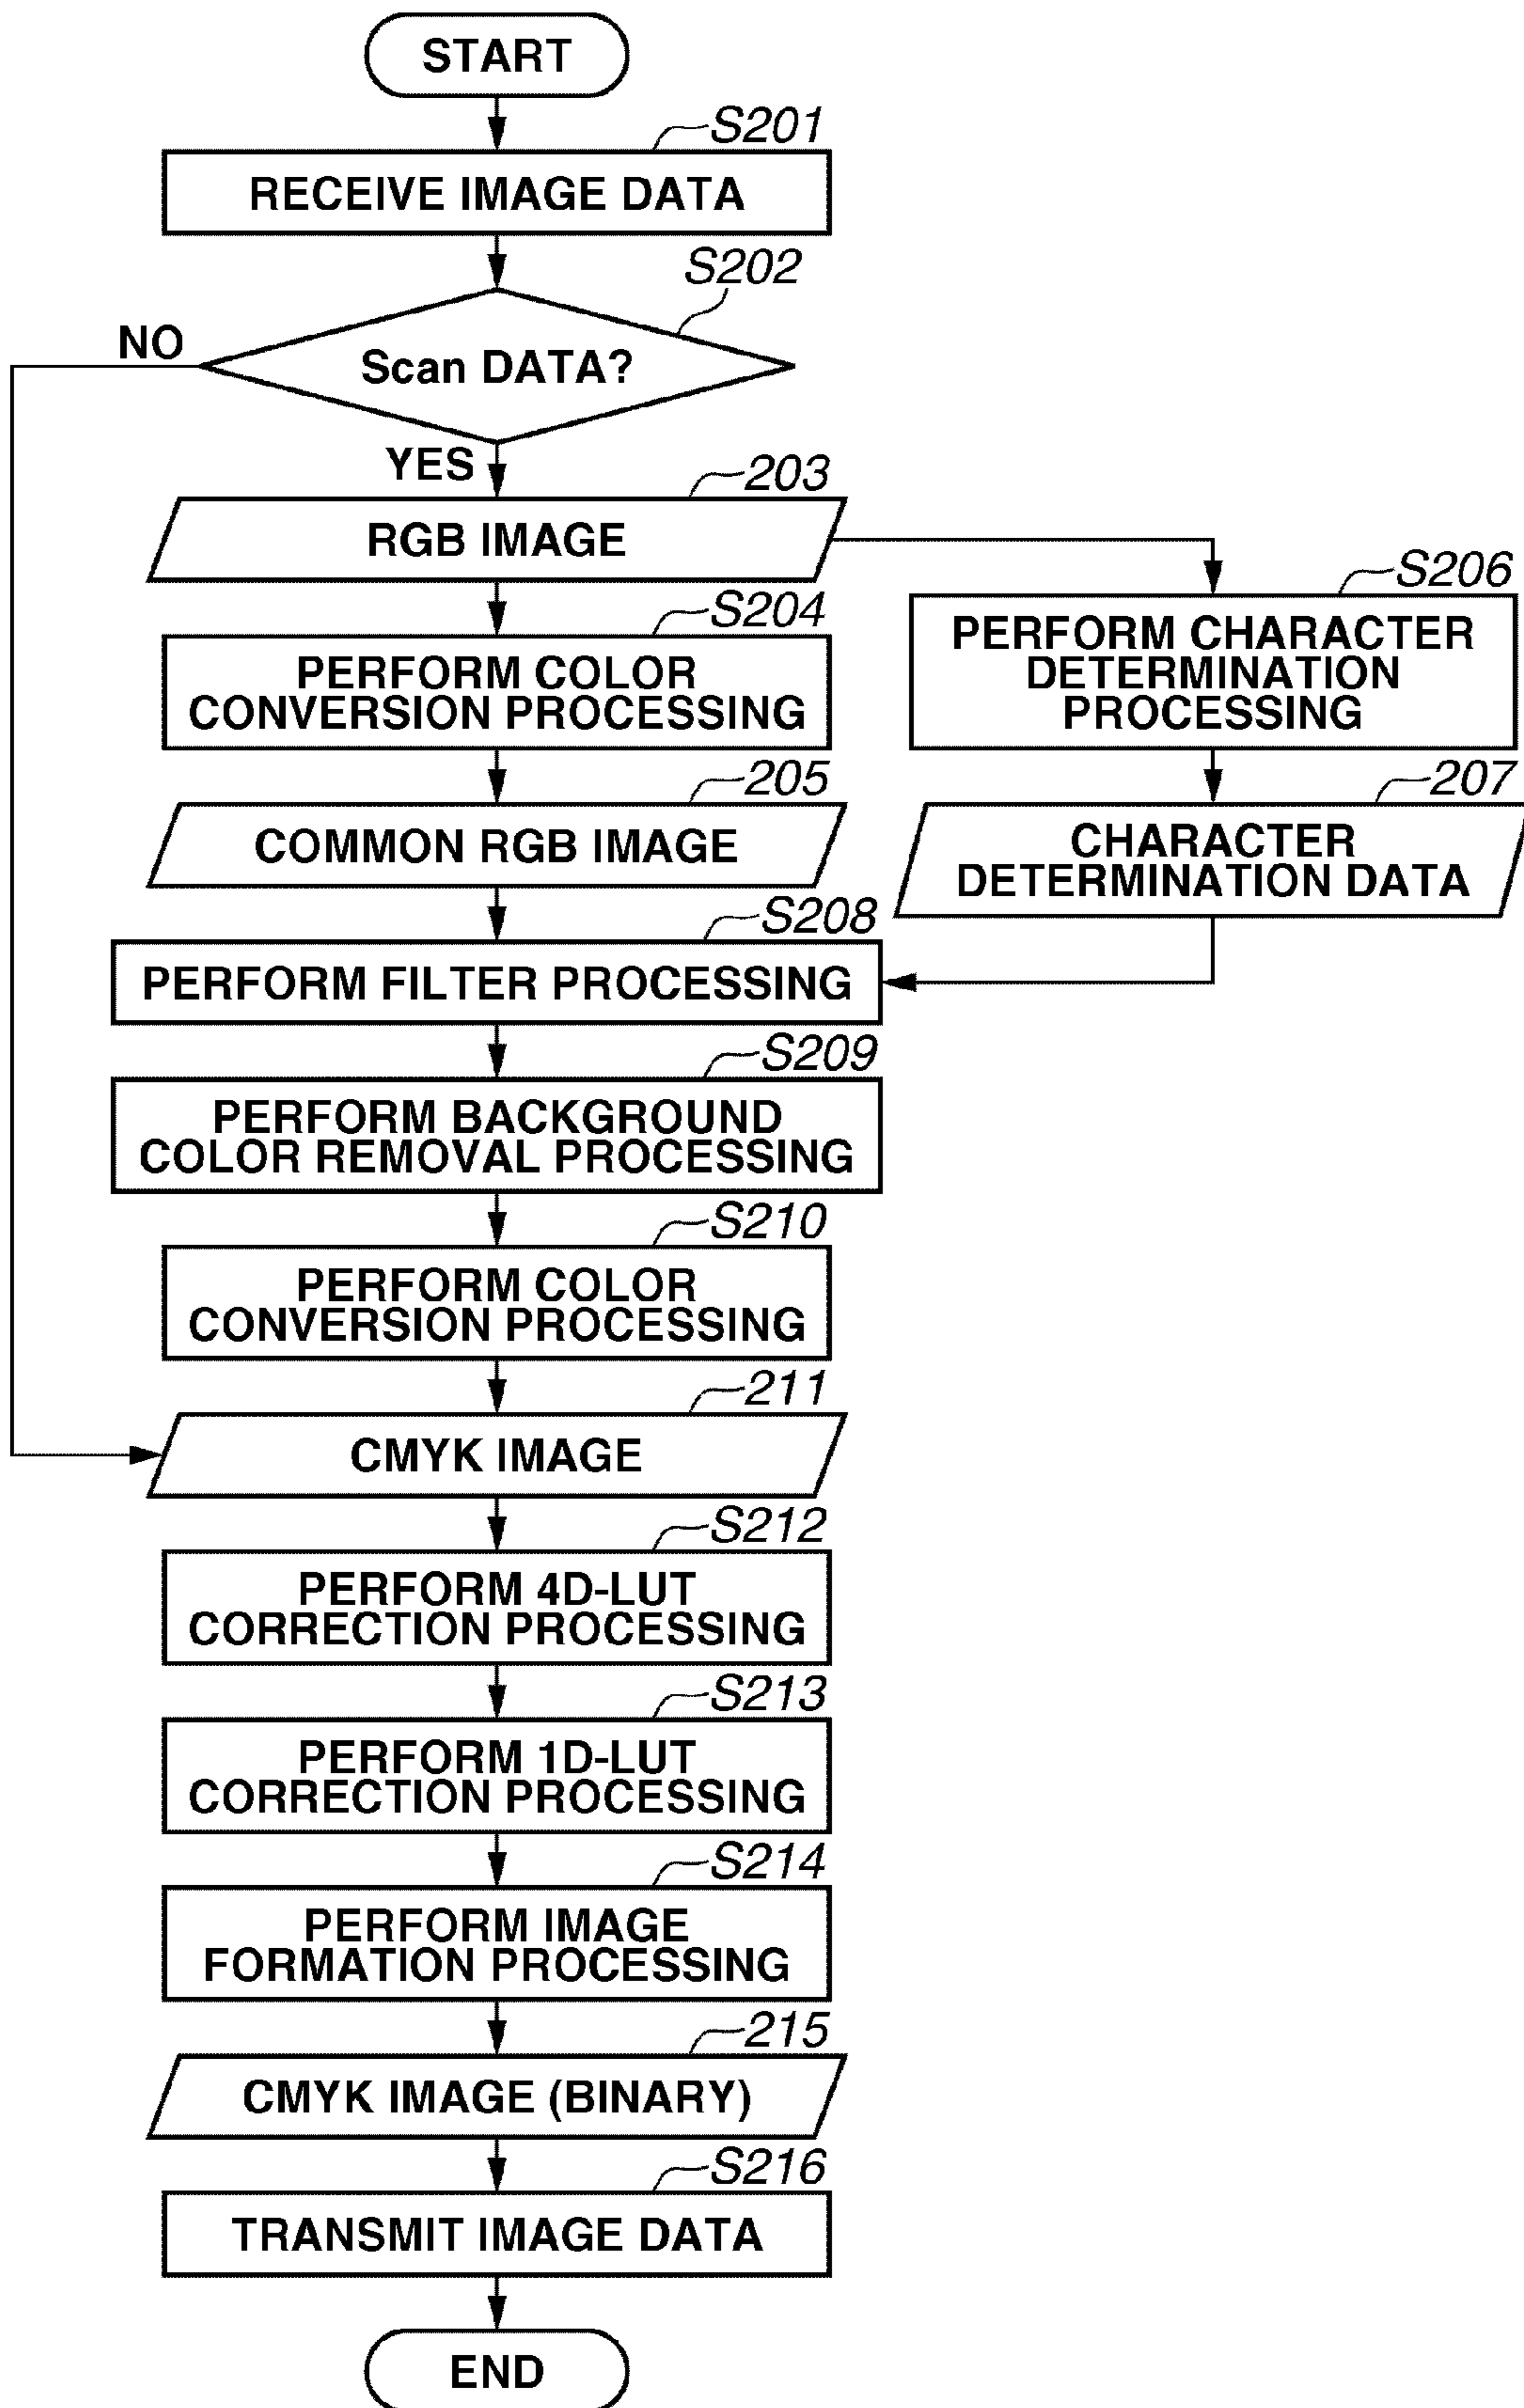 START
S201
RECEIVE IMAGE DATA
S202
Scan DATA?
NO
YES
203
RGB IMAGE
S204
PERFORM COLOR
CONVERSION PROCESSING
S206
PERFORM CHARACTER
DETERMINATION
PROCESSING
205
COMMON RGB IMAGE
207
CHARACTER
DETERMINATION DATA
S208
PERFORM FILTER PROCESSING
S209
PERFORM BACKGROUND
COLOR REMOVAL PROCESSING
S210
PERFORM COLOR
CONVERSION PROCESSING
211
CMYK IMAGE
S212
PERFORM 4D-LUT
CORRECTION PROCESSING
S213
PERFORM 1D-LUT
CORRECTION PROCESSING
S214
PERFORM IMAGE
FORMATION PROCESSING
215
CMYK IMAGE (BINARY)
S216
TRANSMIT IMAGE DATA
END